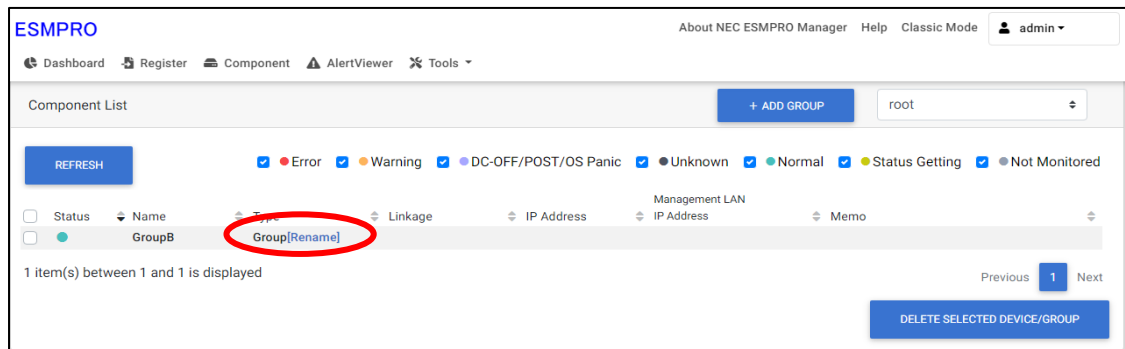 ESMPRO
About NEC ESMPRO Manager Help Classic Mode admin
Dashboard Register Component AlertViewer Tools
Component List + ADD GROUP root
REFRESH Error Warning DC-OFF/POST/OS Panic Unknown Normal Status Getting Not Monitored
Status Name Type Linkage IP Address Management LAN IP Address Memo
GroupB Group[Rename]
1 item(s) between 1 and 1 is displayed
Previous 1 Next
DELETE SELECTED DEVICE/GROUP